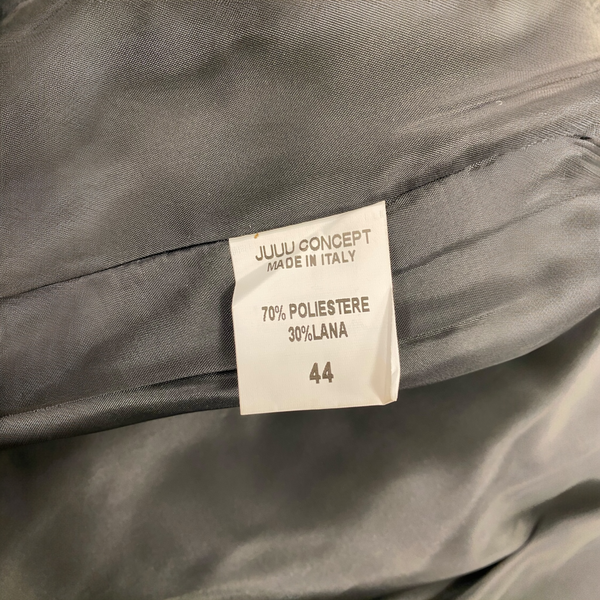 JUUU CONCEPT
MADE IN ITALY
70% POLIESTERE
30%LANA
44